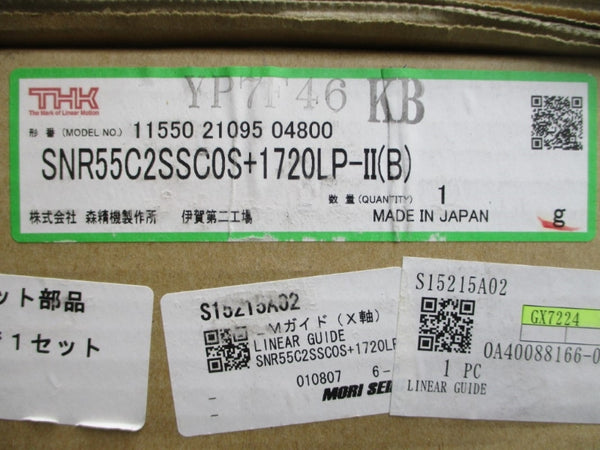 YP7F46 KB
THK
The Mark of Linear Motion
形 番 (MODEL NO.) 11550 21095 04800
SNR55C2SSC0S+1720LP-II(B)
数 量 (QUANTITY) 1
株式会社 森精機製作所 伊賀第二工場 MADE IN JAPAN
g
ット部品
1セット
S15215A02
Mガイド (X軸)
LINEAR GUIDE
SNR55C2SSCOS+1720LP
010807 6-
MORI SEI
S15215A02
GX7224
0A40088166-0
1 PC
LINEAR GUIDE